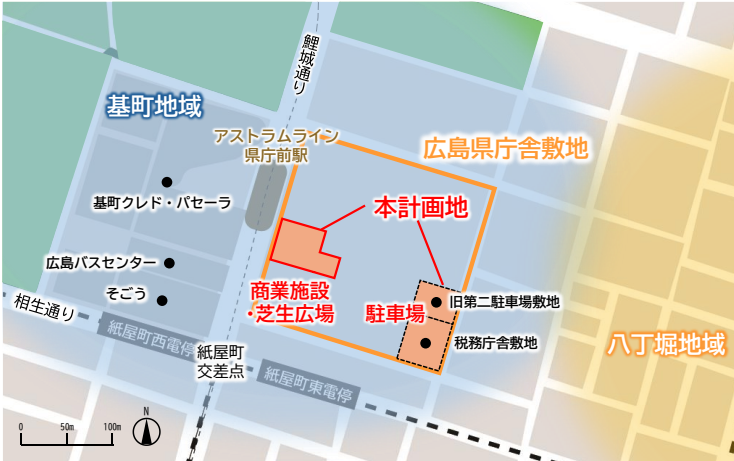 鯉城通り
基町地域
アストラムライン
県庁前駅
広島県庁舎敷地
基町クレド・パセーラ
本計画地
広島バスセンター
そごう
商業施設
・芝生広場
駐車場
旧第二駐車場敷地
税務庁舎敷地
相生通り
紙屋町西電停
紙屋町
交差点
紙屋町東電停
八丁堀地域
0 50m 100m
N